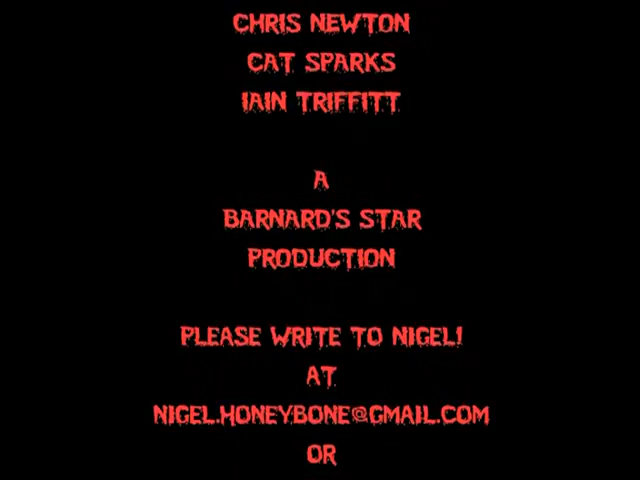 CHRIS NEWTON
CAT SPARKS
IAIN TRIFFITT
A
BARNARD'S STAR
PRODUCTION
PLEASE WRITE TO NIGEL!
AT
NIGEL.HONEYBONE@GMAIL.COM
OR